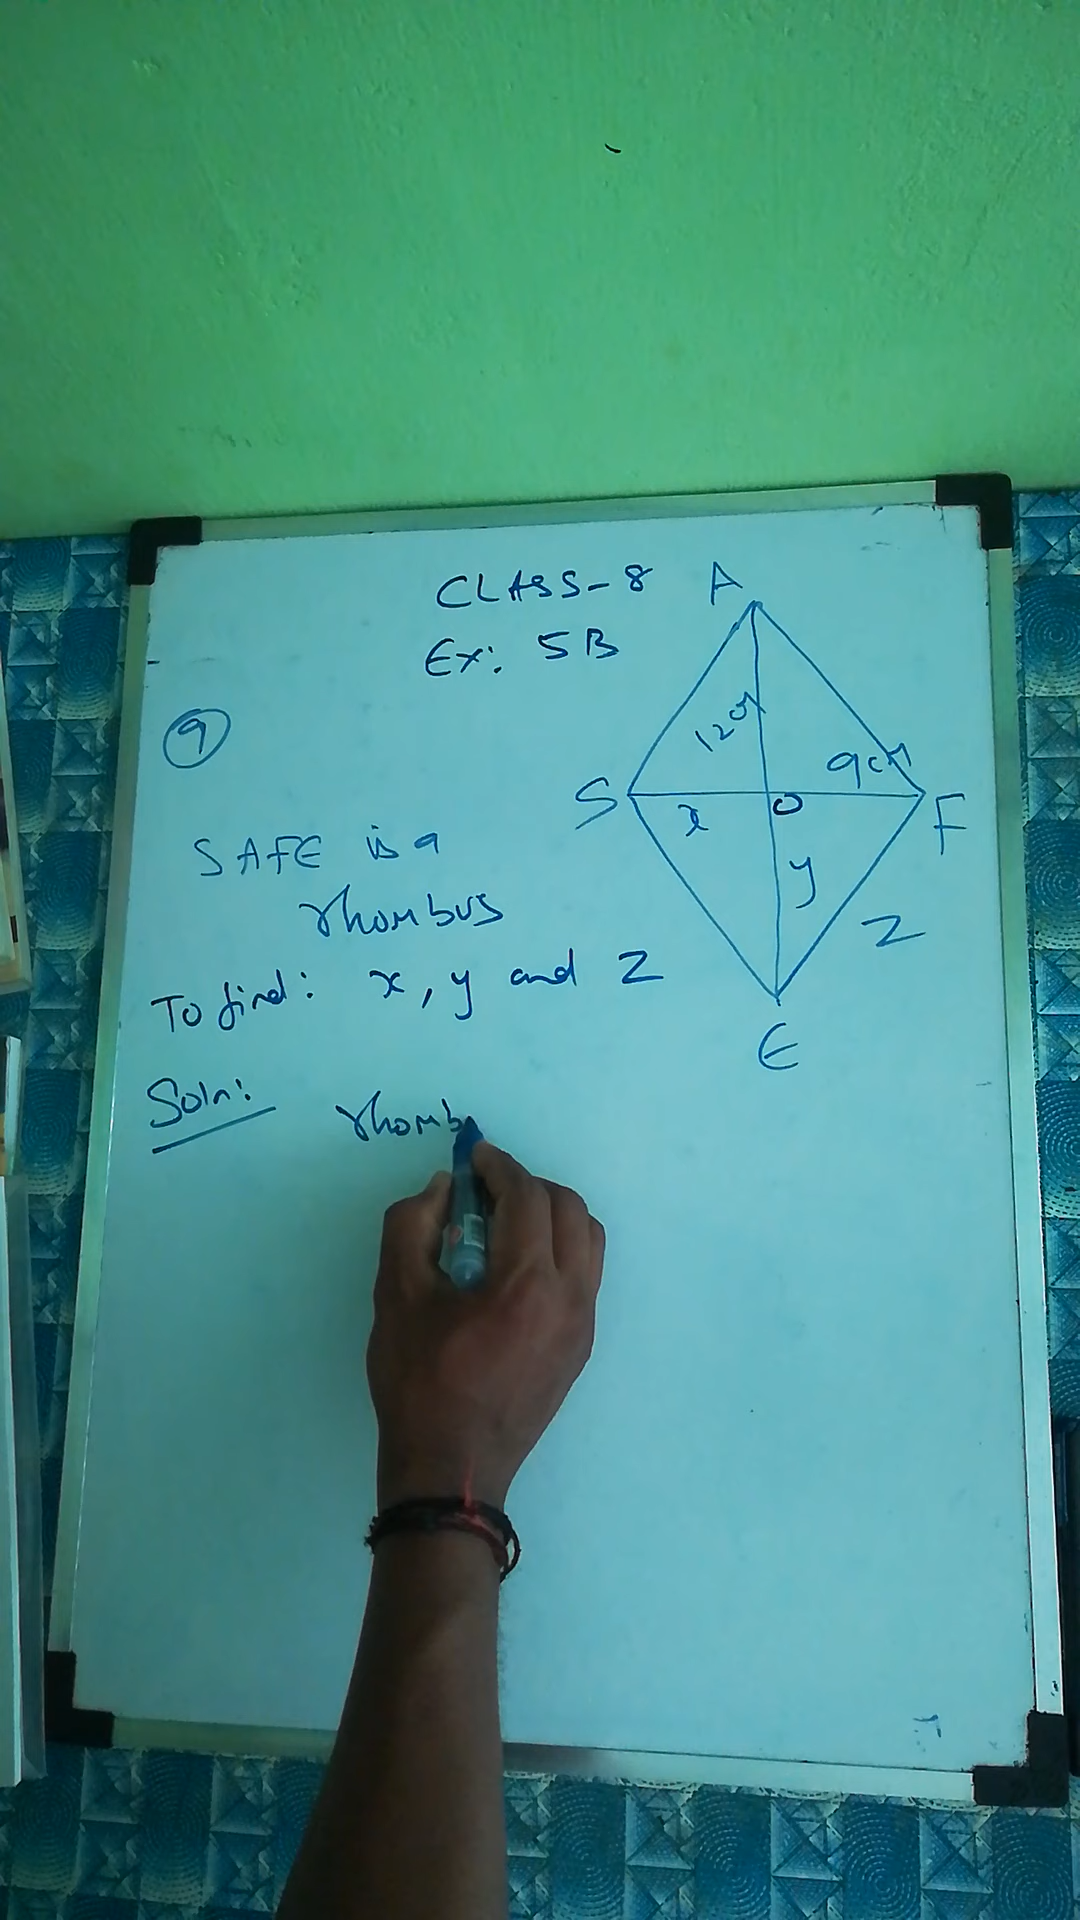 CLASS-8
Ex: 5B
9
A
12cm
9cm
S
x
O
F
y
z
E
SAFE is a
rhombus
To find: x, y and z
Soln:
rhomb